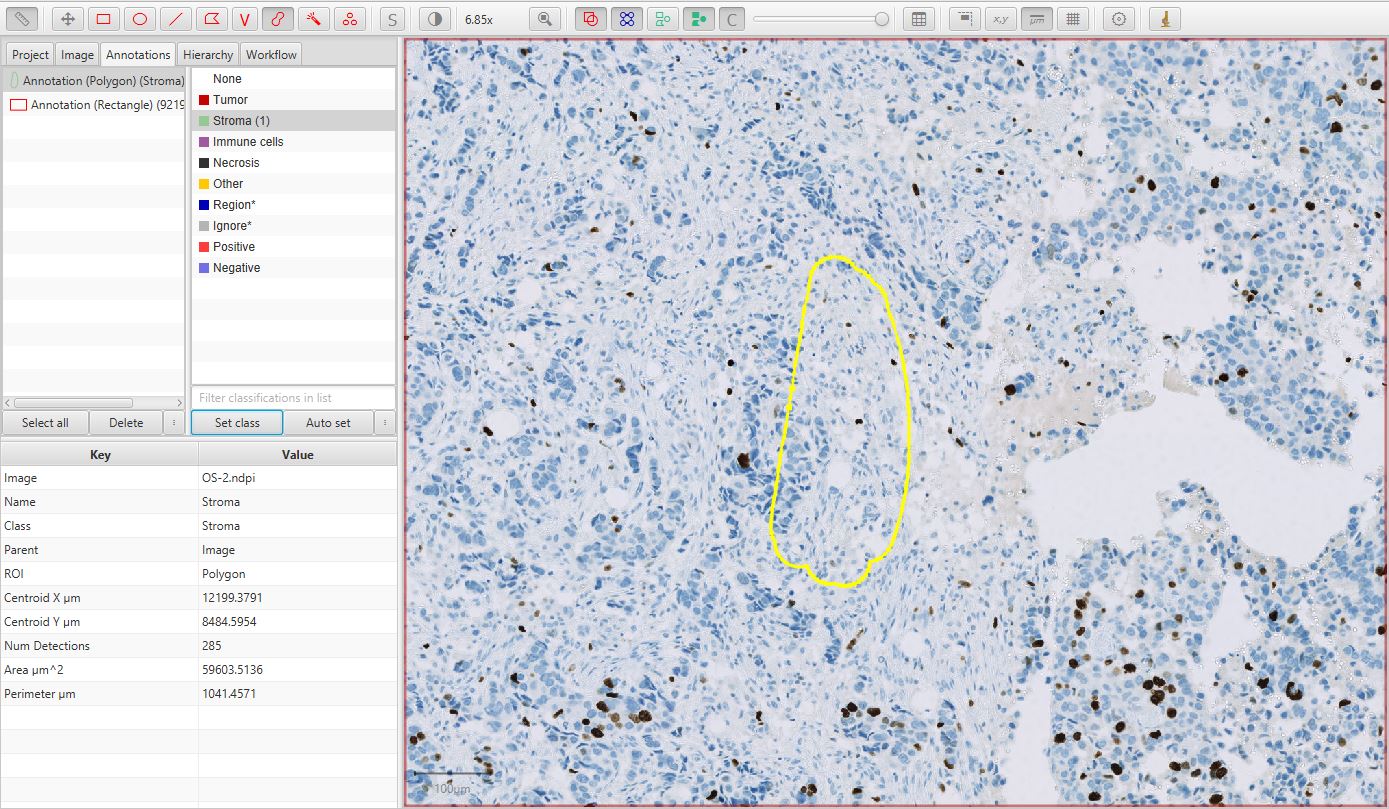 V
S
6.85x
C
x,y
µm
Project Image Annotations Hierarchy Workflow
Annotation (Polygon) (Stroma)
Annotation (Rectangle) (9219
None
Tumor
Stroma (1)
Immune cells
Necrosis
Other
Region*
Ignore*
Positive
Negative
Filter classifications in list
Select all Delete Set class Auto set
Key Value
Image OS-2.ndpi
Name Stroma
Class Stroma
Parent Image
ROI Polygon
Centroid X µm 12199.3791
Centroid Y µm 8484.5954
Num Detections 285
Area µm^2 59603.5136
Perimeter µm 1041.4571
100µm